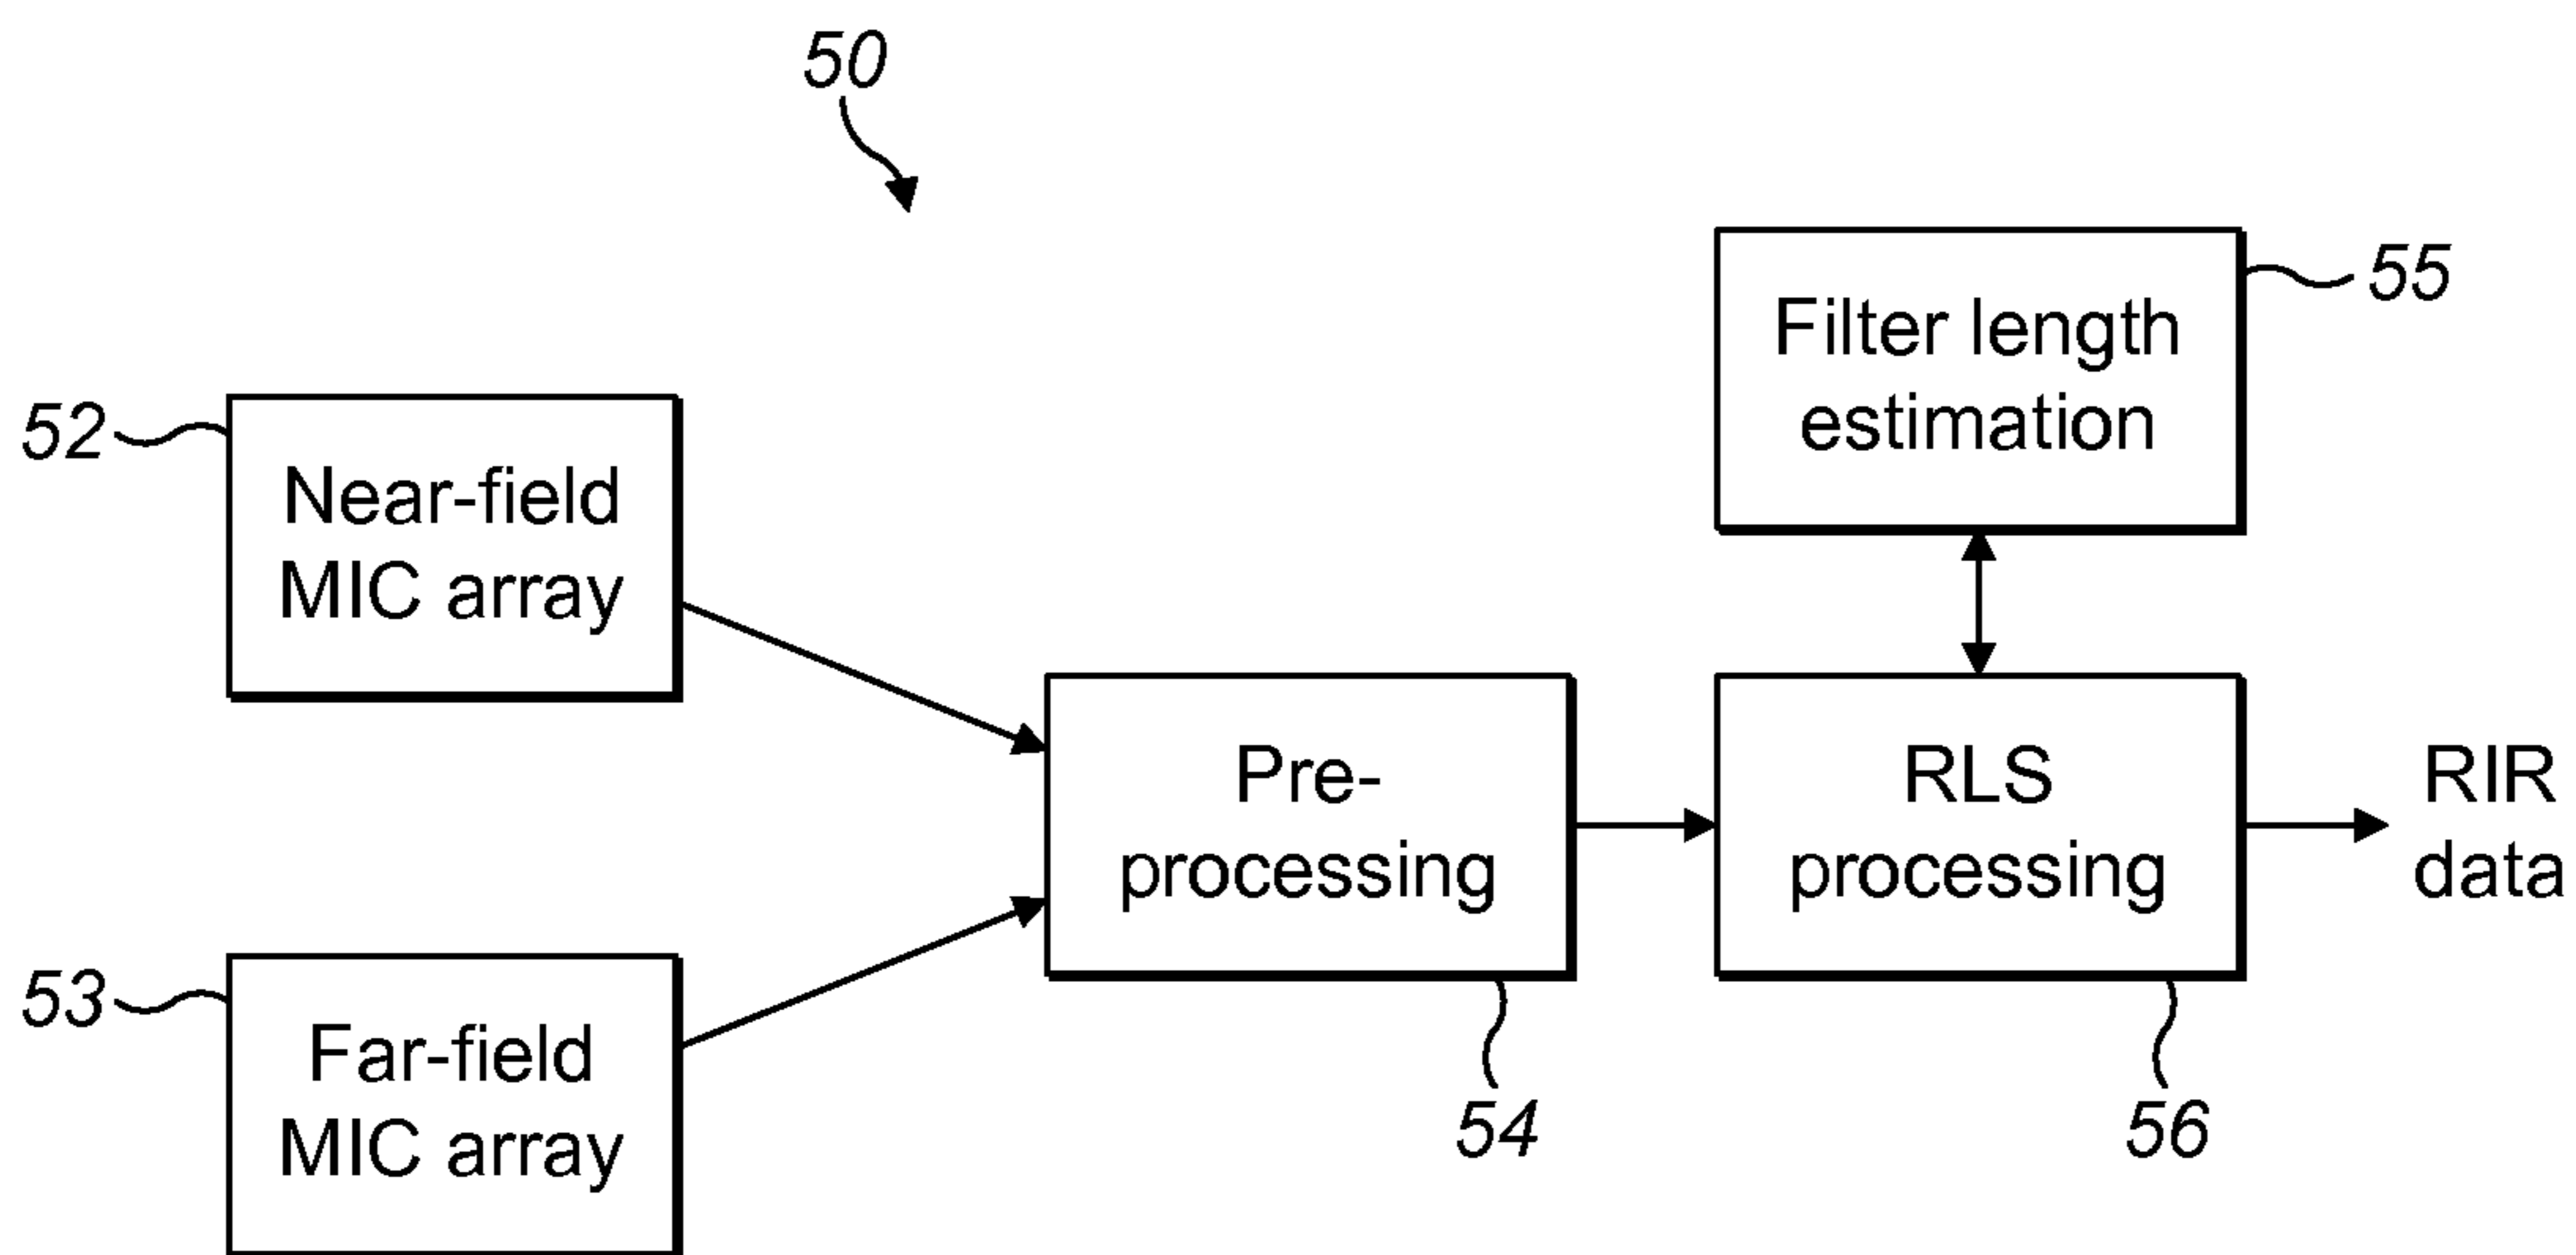 50
55
Filter length
estimation
52
Near-field
MIC array
Pre-
processing
RLS
processing
RIR
data
53
Far-field
MIC array
54
56